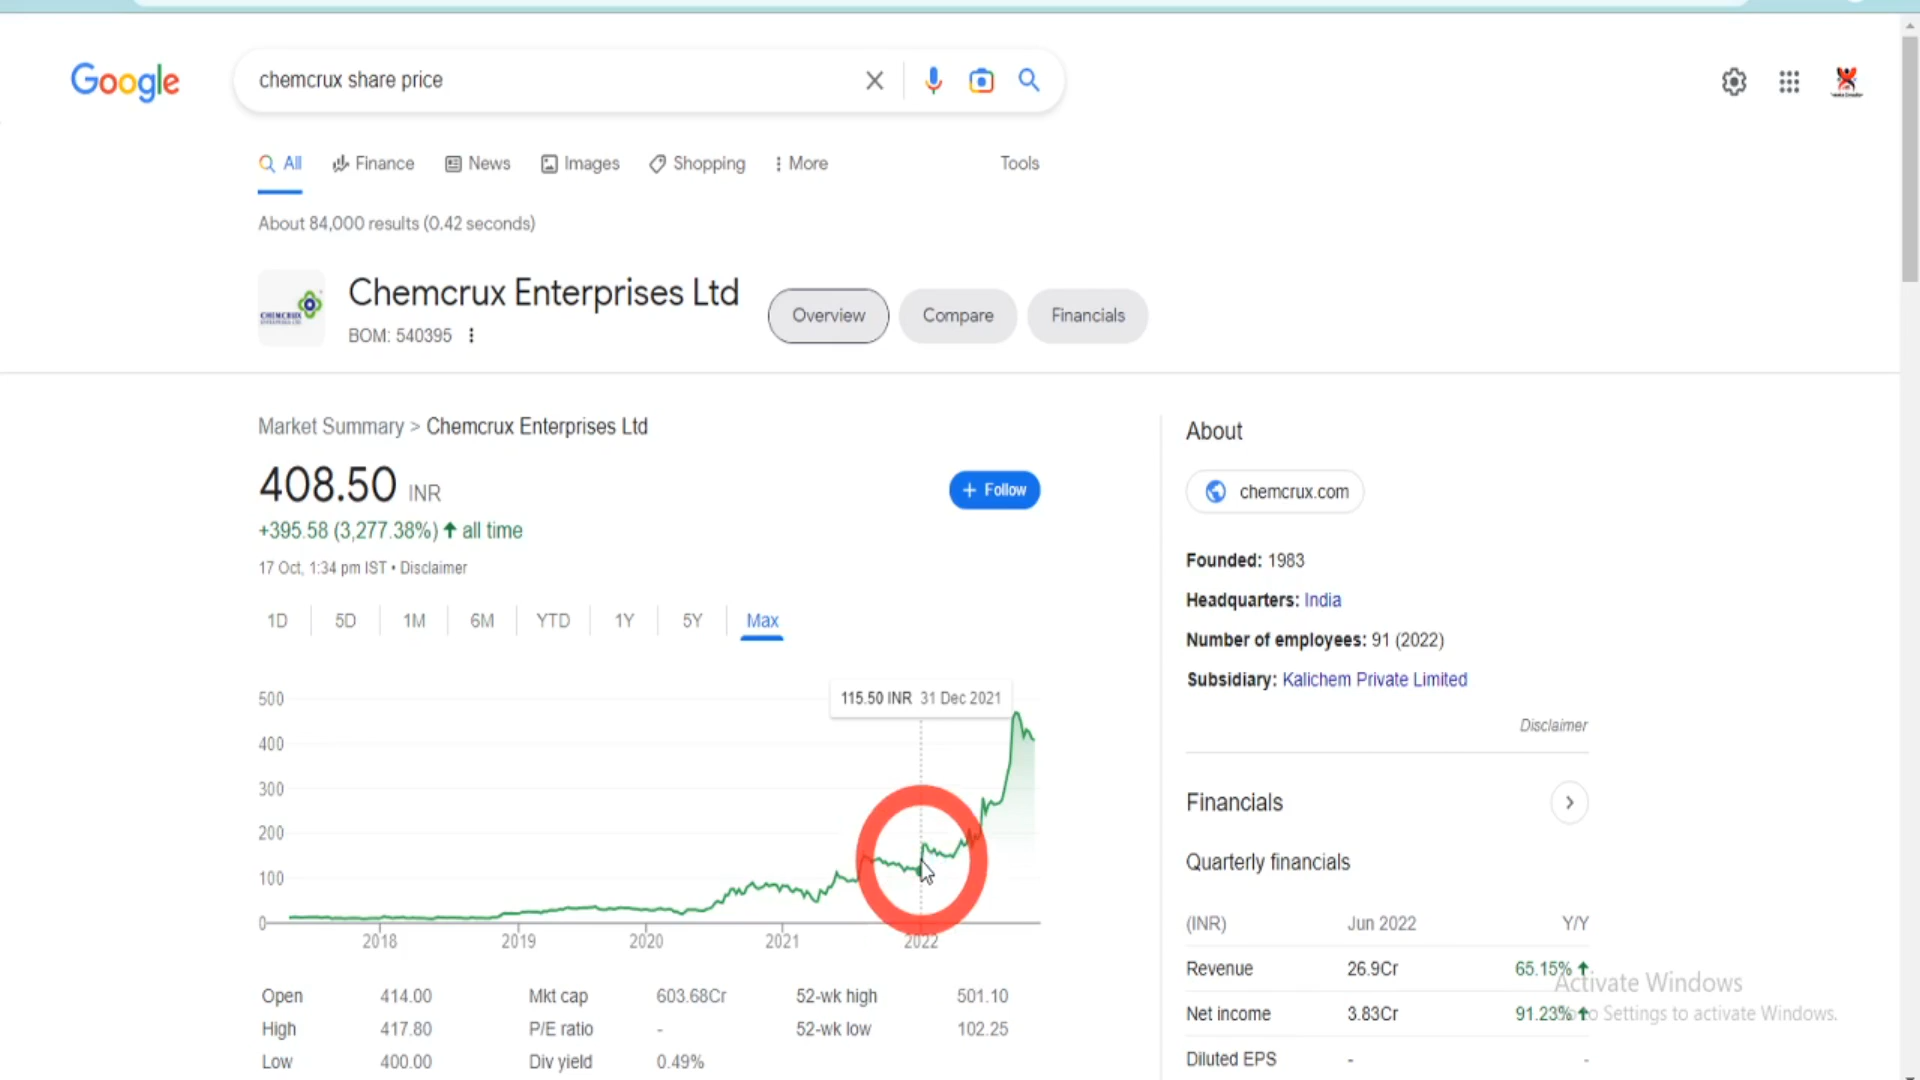 Google
chemcrux share price
All Finance News Images Shopping More Tools
About 84,000 results (0.42 seconds)
CHEMCRUX
Chemcrux Enterprises Ltd
BOM: 540395
Overview Compare Financials
Market Summary > Chemcrux Enterprises Ltd
408.50 INR
+ Follow
+395.58 (3,277.38%) ↑ all time
17 Oct, 1:34 pm IST • Disclaimer
1D 5D 1M 6M YTD 1Y 5Y Max
115.50 INR 31 Dec 2021
500
400
300
200
100
0
2018 2019 2020 2021 2022
Open 414.00 Mkt cap 603.68Cr 52-wk high 501.10
High 417.80 P/E ratio - 52-wk low 102.25
Low 400.00 Div yield 0.49%
About
chemcrux.com
Founded: 1983
Headquarters: India
Number of employees: 91 (2022)
Subsidiary: Kalichem Private Limited
Disclaimer
Financials
Quarterly financials
(INR) Jun 2022 Y/Y
Revenue 26.9Cr 65.15% ↑
Net income 3.83Cr 91.23% ↑
Diluted EPS - -
Activate Windows
to Settings to activate Windows.